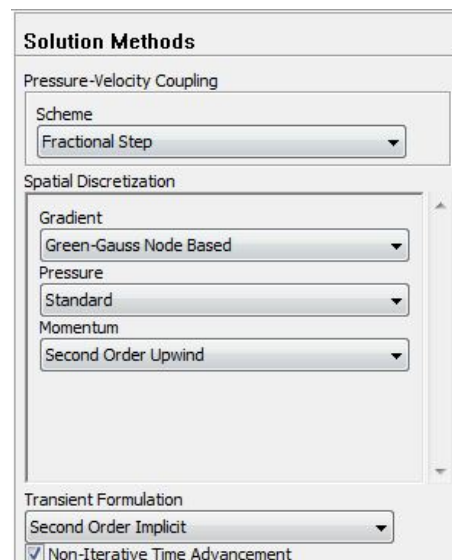 Solution Methods
Pressure-Velocity Coupling
Scheme
Fractional Step
Spatial Discretization
Gradient
Green-Gauss Node Based
Pressure
Standard
Momentum
Second Order Upwind
Transient Formulation
Second Order Implicit
Non-Iterative Time Advancement